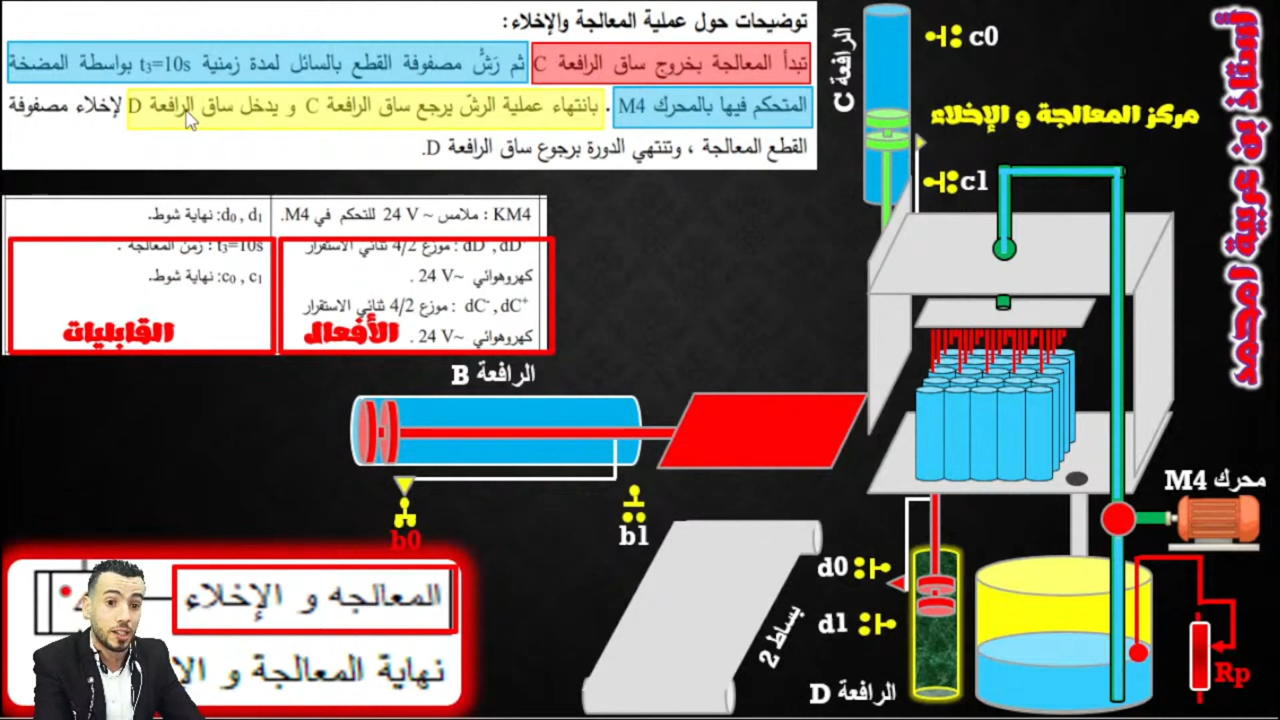 توضيحات حول عملية المعالجة والإخلاء:
تبدأ المعالجة بخروج ساق الرافعة C ثم رَشُّ مصفوفة القطع بالسائل لمدة زمنية t₃=10s بواسطة المضخة
المتحكم فيها بالمحرك M4 . بانتهاء عملية الرشّ يرجع ساق الرافعة C و يدخل ساق الرافعة D لإخلاء مصفوفة
القطع المعالجة ، وتنتهي الدورة برجوع ساق الرافعة D.
KM4 : ملامس ~ 24 V للتحكم في M4.
d₀ , d₁: نهاية شوط.
dD⁻, dD⁺ : موزع 4/2 ثنائي الاستقرار
كهروهوائي ~24 V .
t₃=10s : زمن المعالجة .
c₀ , c₁: نهاية شوط.
dC⁻, dC⁺ : موزع 4/2 ثنائي الاستقرار
كهروهوائي ~24 V .
الأفعال
القابليات
الرافعة C
c0
c1
مركز المعالجة و الإخلاء
أستاذ بن عربية امحمد
الرافعة B
b0
b1
محرك M4
d0
d1
الرافعة D
بساط 2
Rp
المعالجه و الإخلاء
نهاية المعالجة و الإ